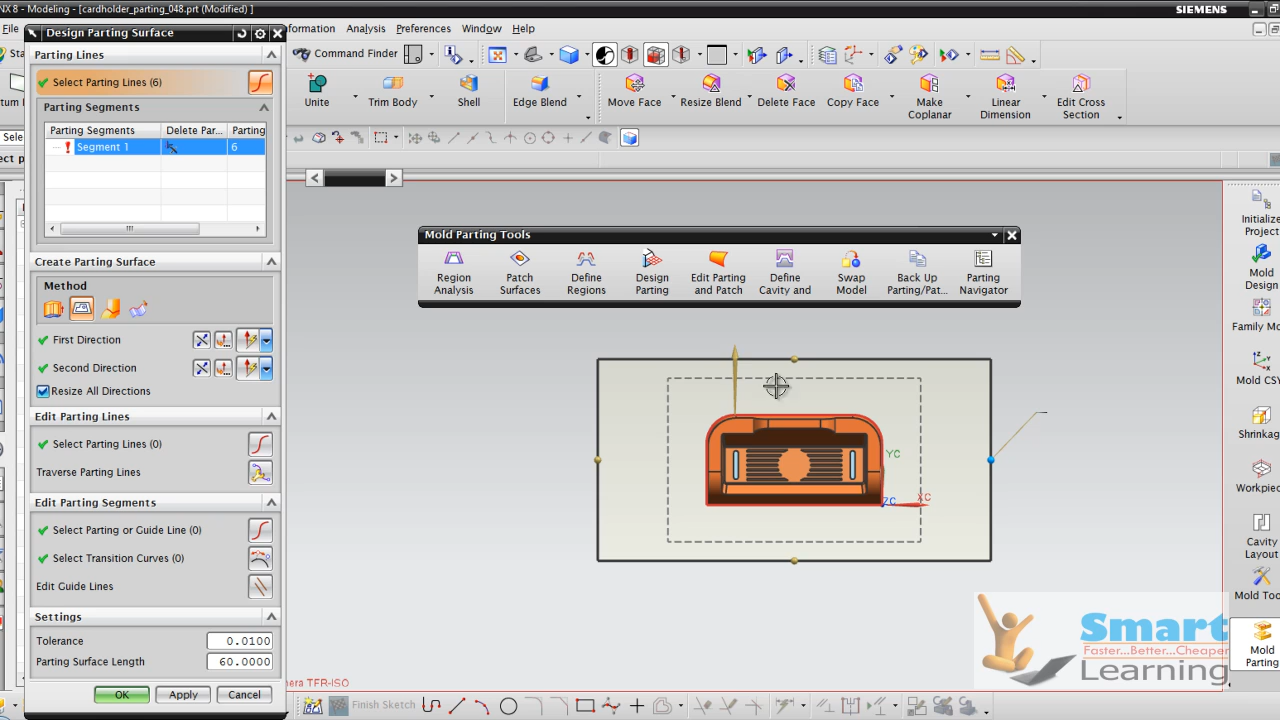 NX 8 - Modeling - [cardholder_parting_048.prt (Modified)]
SIEMENS
File
ormation
Analysis
Preferences
Window
Help
Design Parting Surface
Parting Lines
Select Parting Lines (6)
Parting Segments
Parting Segments
Delete Par...
Parting
Segment 1
6
Create Parting Surface
Method
First Direction
Second Direction
Resize All Directions
Edit Parting Lines
Select Parting Lines (0)
Traverse Parting Lines
Edit Parting Segments
Select Parting or Guide Line (0)
Select Transition Curves (0)
Edit Guide Lines
Settings
Tolerance
0.0100
Parting Surface Length
60.0000
OK
Apply
Cancel
Command Finder
Unite
Trim Body
Shell
Edge Blend
Move Face
Resize Blend
Delete Face
Copy Face
Make
Coplanar
Linear
Dimension
Edit Cross
Section
Mold Parting Tools
Region
Analysis
Patch
Surfaces
Define
Regions
Design
Parting
Edit Parting
and Patch
Define
Cavity and
Swap
Model
Back Up
Parting/Pat...
Parting
Navigator
YC
ZC
XC
Initialize
Project
Mold
Design
Family Mo
Mold CSY
Shrinkag
Workpiec
Cavity
Layout
Mold Too
Mold
Parting
Smart
Faster...Better...Cheaper
Learning
mera TFR-ISO
Finish Sketch